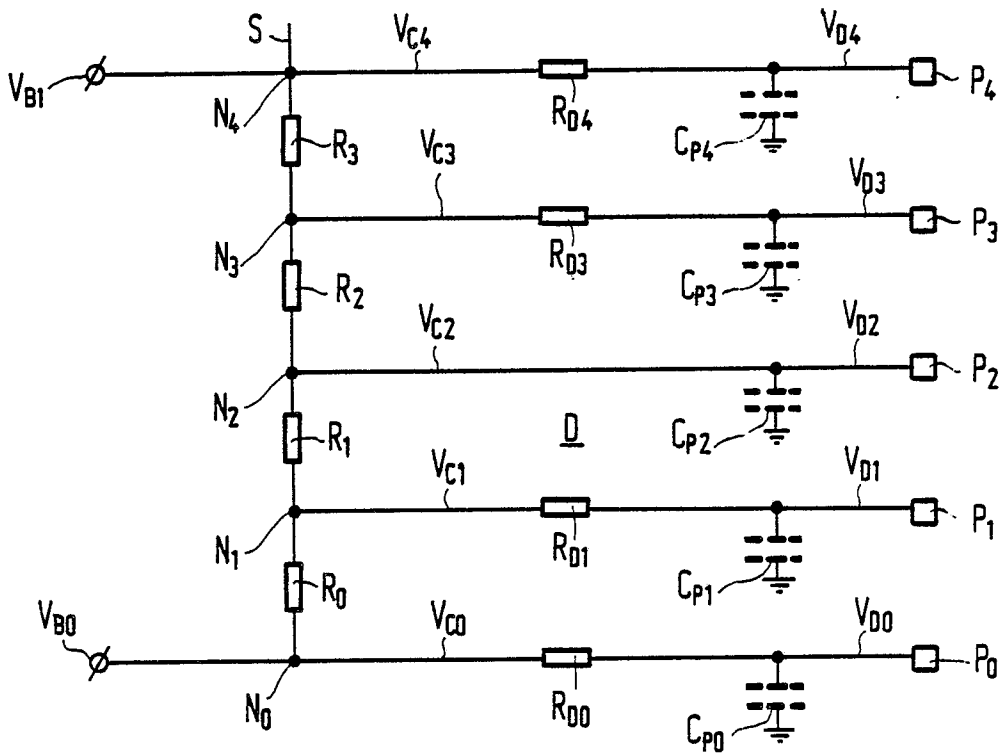 S V_C4 V_D4
V_B1 N_4 R_D4 C_P4 P_4
R_3 V_C3 V_D3
N_3 R_D3 C_P3 P_3
R_2 V_C2 V_D2
N_2 C_P2 P_2
R_1 D
V_C1 V_D1
N_1 R_D1 C_P1 P_1
R_0
V_B0 V_C0 V_D0
N_0 R_D0 C_P0 P_0